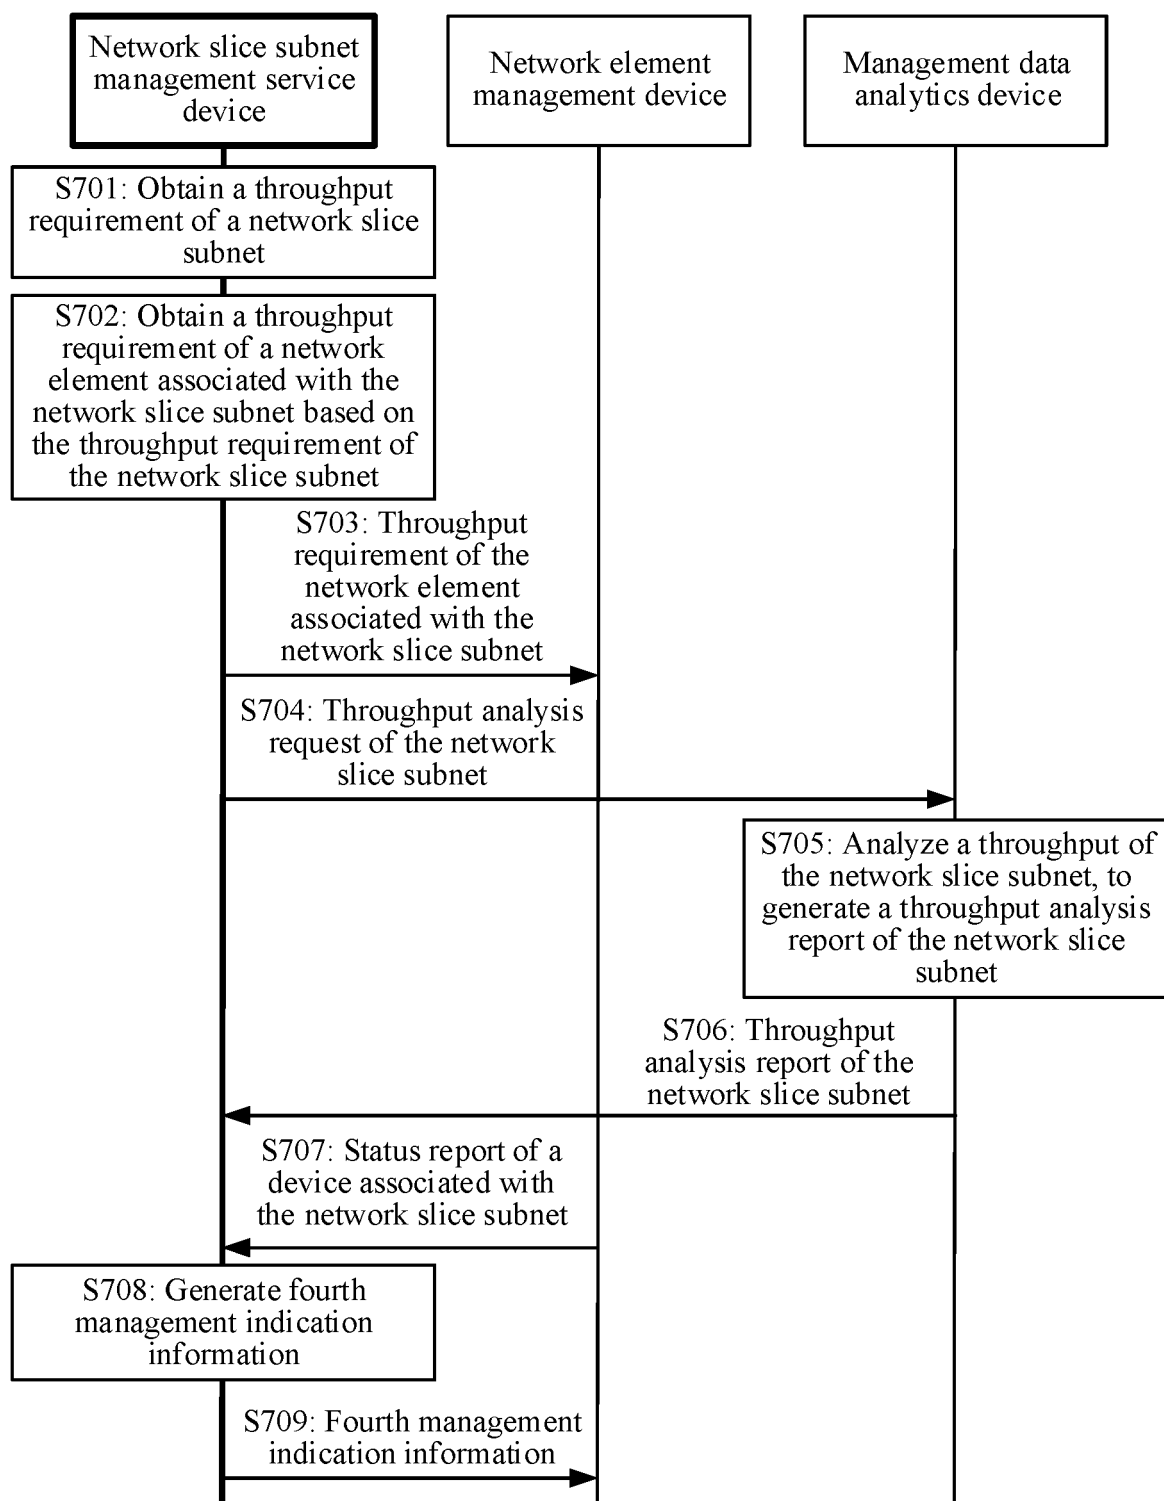 Network slice subnet
management service
device
Network element
management device
Management data
analytics device
S701: Obtain a throughput
requirement of a network slice
subnet
S702: Obtain a throughput
requirement of a network
element associated with the
network slice subnet based on
the throughput requirement of
the network slice subnet
S703: Throughput
requirement of the
network element
associated with the
network slice subnet
S704: Throughput analysis
request of the network
slice subnet
S705: Analyze a throughput of
the network slice subnet, to
generate a throughput analysis
report of the network slice
subnet
S706: Throughput
analysis report of the
network slice subnet
S707: Status report of a
device associated with
the network slice subnet
S708: Generate fourth
management indication
information
S709: Fourth management
indication information